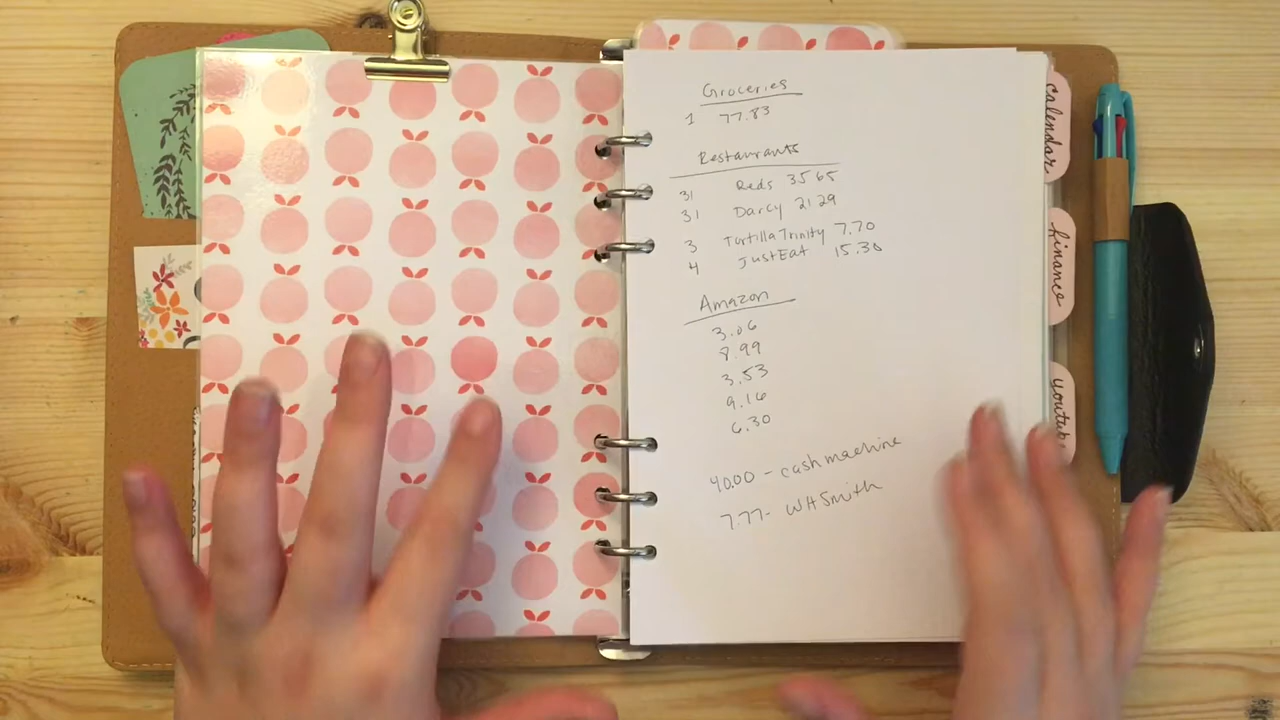 Groceries
1 77.83
Restaurants
31 Reds 35.65
31 Darcy 21.29
3 Tortilla Trinity 7.70
4 JustEat 15.30
Amazon
3.06
8.99
3.53
9.16
6.30
40.00 - cash machine
7.77 - WHSmith
calendar
finance
youtube